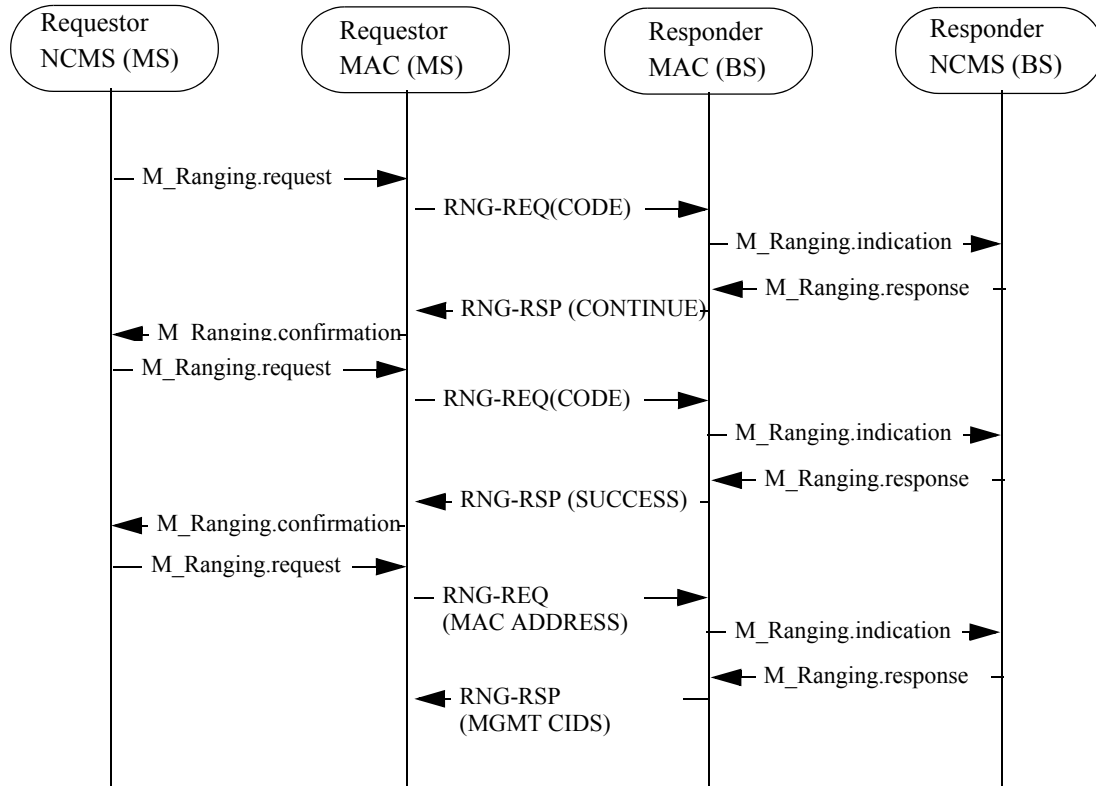 Requestor
NCMS (MS)
Requestor
MAC (MS)
Responder
MAC (BS)
Responder
NCMS (BS)
M_Ranging.request
RNG-REQ(CODE)
M_Ranging.indication
M_Ranging.response
RNG-RSP (CONTINUE)
M_Ranging.confirmation
M_Ranging.request
RNG-REQ(CODE)
M_Ranging.indication
M_Ranging.response
RNG-RSP (SUCCESS)
M_Ranging.confirmation
M_Ranging.request
RNG-REQ
(MAC ADDRESS)
M_Ranging.indication
M_Ranging.response
RNG-RSP
(MGMT CIDS)